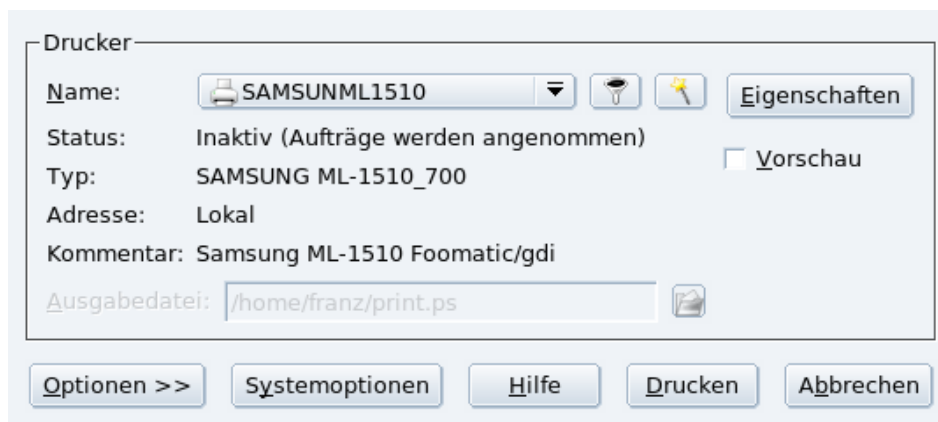 Drucker
Name: SAMSUNML1510 Eigenschaften
Status: Inaktiv (Aufträge werden angenommen)
Vorschau
Typ: SAMSUNG ML-1510_700
Adresse: Lokal
Kommentar: Samsung ML-1510 Foomatic/gdi
Ausgabedatei: /home/franz/print.ps
Optionen >> Systemoptionen Hilfe Drucken Abbrechen